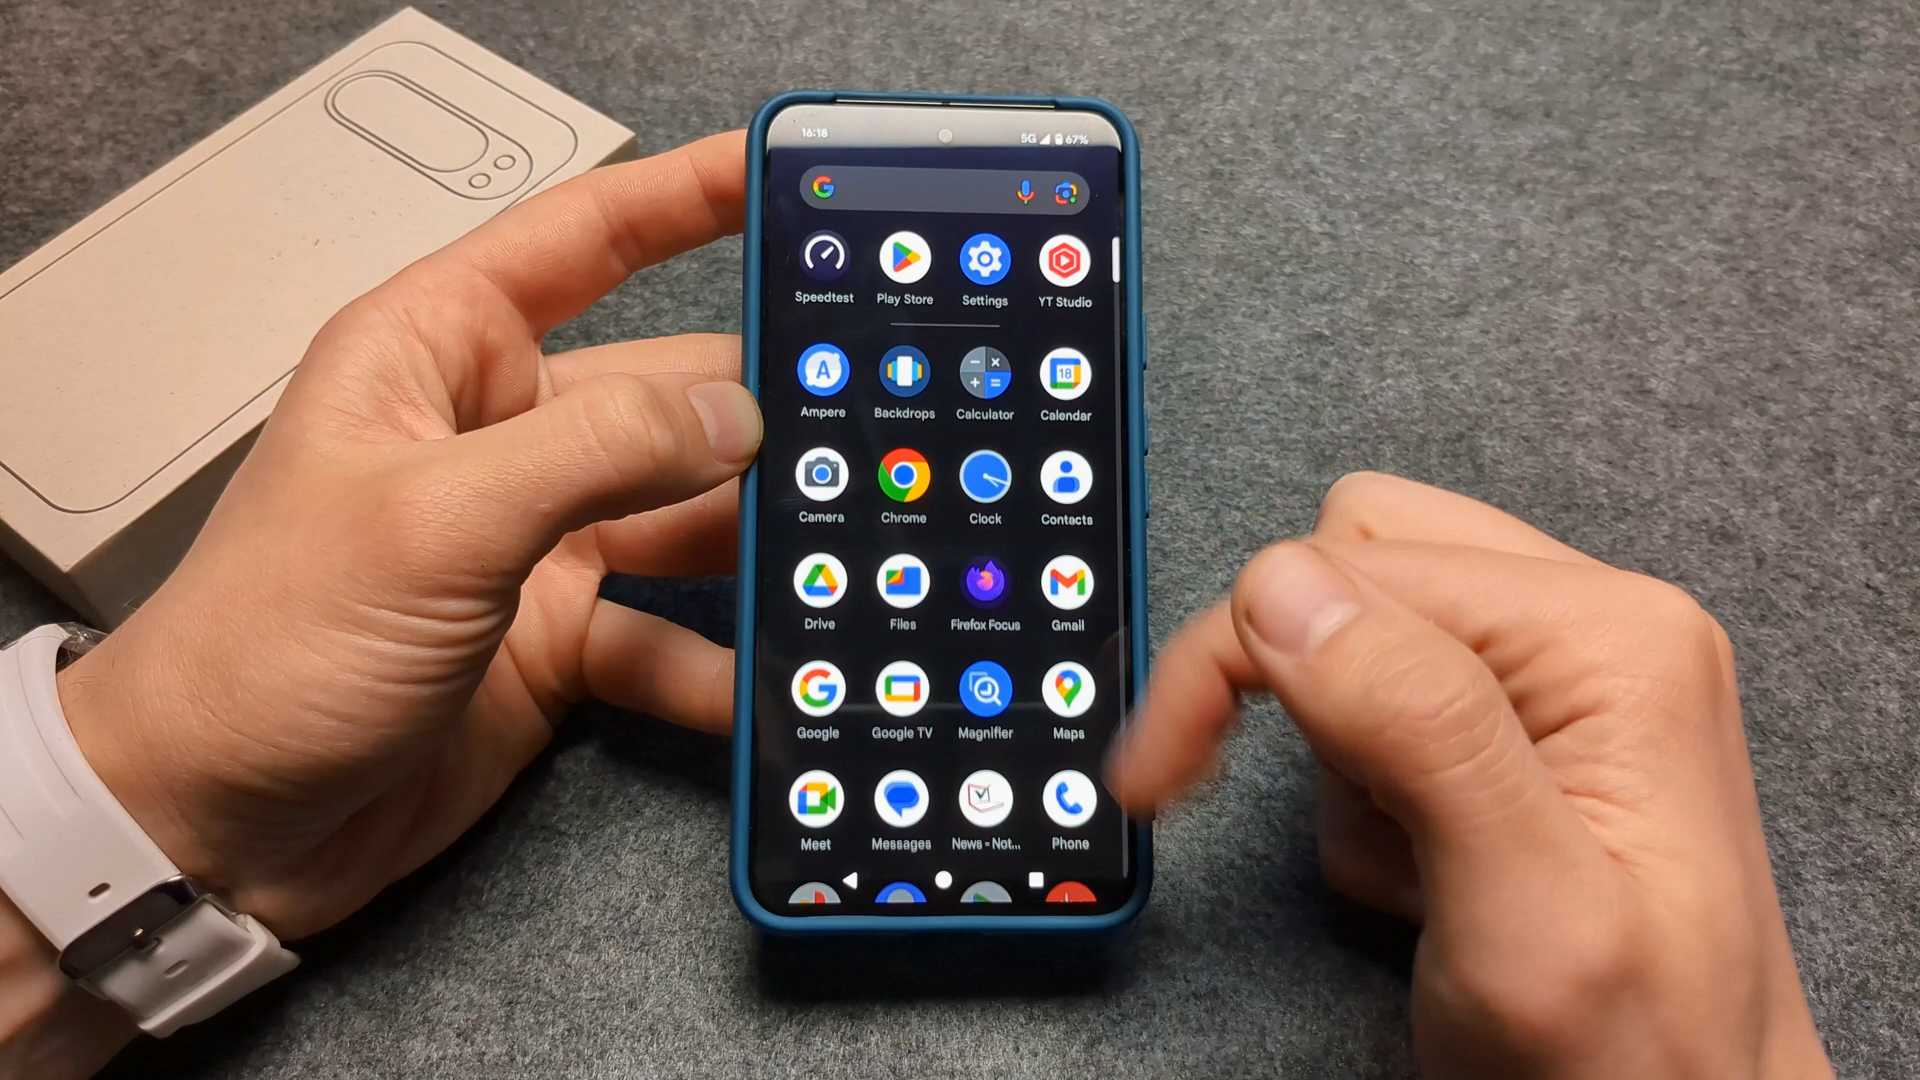 16:18 5G 67%
Speedtest Play Store Settings YT Studio
Ampere Backdrops Calculator 18 Calendar
Camera Chrome Clock Contacts
Drive Files Firefox Focus Gmail
Google Google TV Magnifier Maps
Meet Messages News - Not... Phone